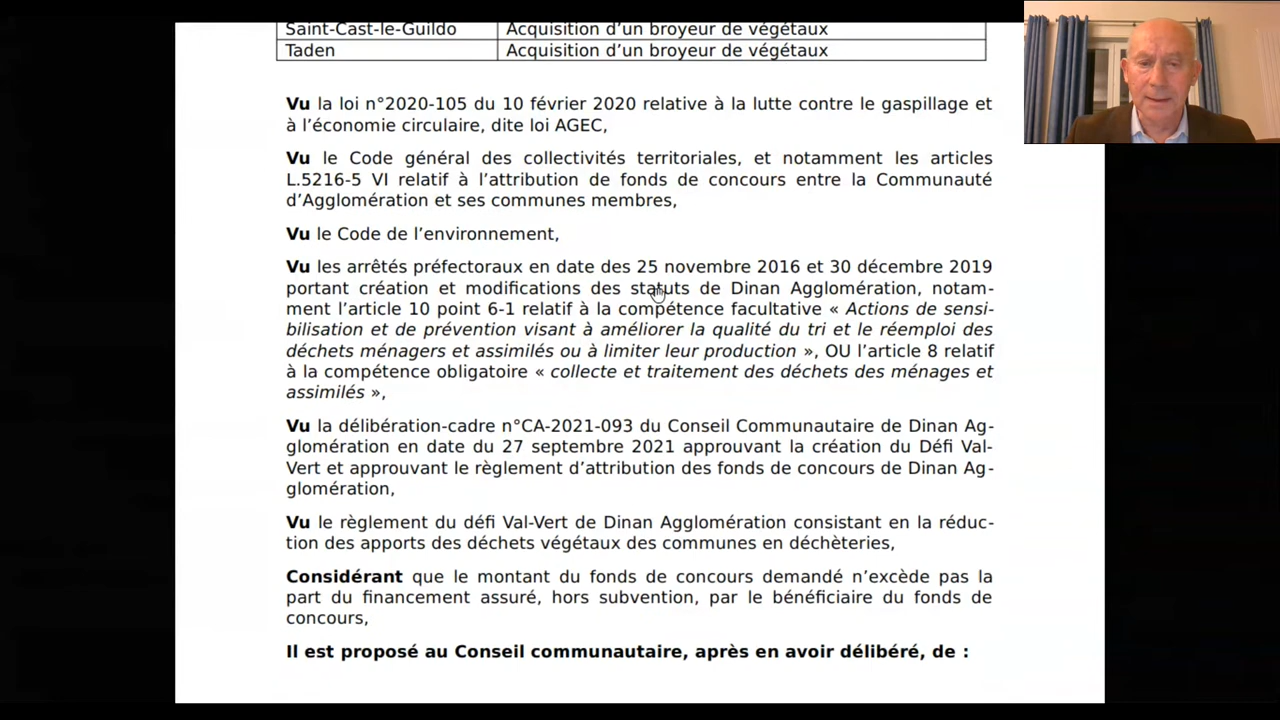 Saint-Cast-le-Guildo Acquisition d’un broyeur de végétaux
Taden Acquisition d’un broyeur de végétaux
Vu la loi n°2020-105 du 10 février 2020 relative à la lutte contre le gaspillage et
à l’économie circulaire, dite loi AGEC,
Vu le Code général des collectivités territoriales, et notamment les articles
L.5216-5 VI relatif à l’attribution de fonds de concours entre la Communauté
d’Agglomération et ses communes membres,
Vu le Code de l’environnement,
Vu les arrêtés préfectoraux en date des 25 novembre 2016 et 30 décembre 2019
portant création et modifications des statuts de Dinan Agglomération, notam-
ment l’article 10 point 6-1 relatif à la compétence facultative « Actions de sensi-
bilisation et de prévention visant à améliorer la qualité du tri et le réemploi des
déchets ménagers et assimilés ou à limiter leur production », OU l’article 8 relatif
à la compétence obligatoire « collecte et traitement des déchets des ménages et
assimilés »,
Vu la délibération-cadre n°CA-2021-093 du Conseil Communautaire de Dinan Ag-
glomération en date du 27 septembre 2021 approuvant la création du Défi Val-
Vert et approuvant le règlement d’attribution des fonds de concours de Dinan Ag-
glomération,
Vu le règlement du défi Val-Vert de Dinan Agglomération consistant en la réduc-
tion des apports des déchets végétaux des communes en déchèteries,
Considérant que le montant du fonds de concours demandé n’excède pas la
part du financement assuré, hors subvention, par le bénéficiaire du fonds de
concours,
Il est proposé au Conseil communautaire, après en avoir délibéré, de :